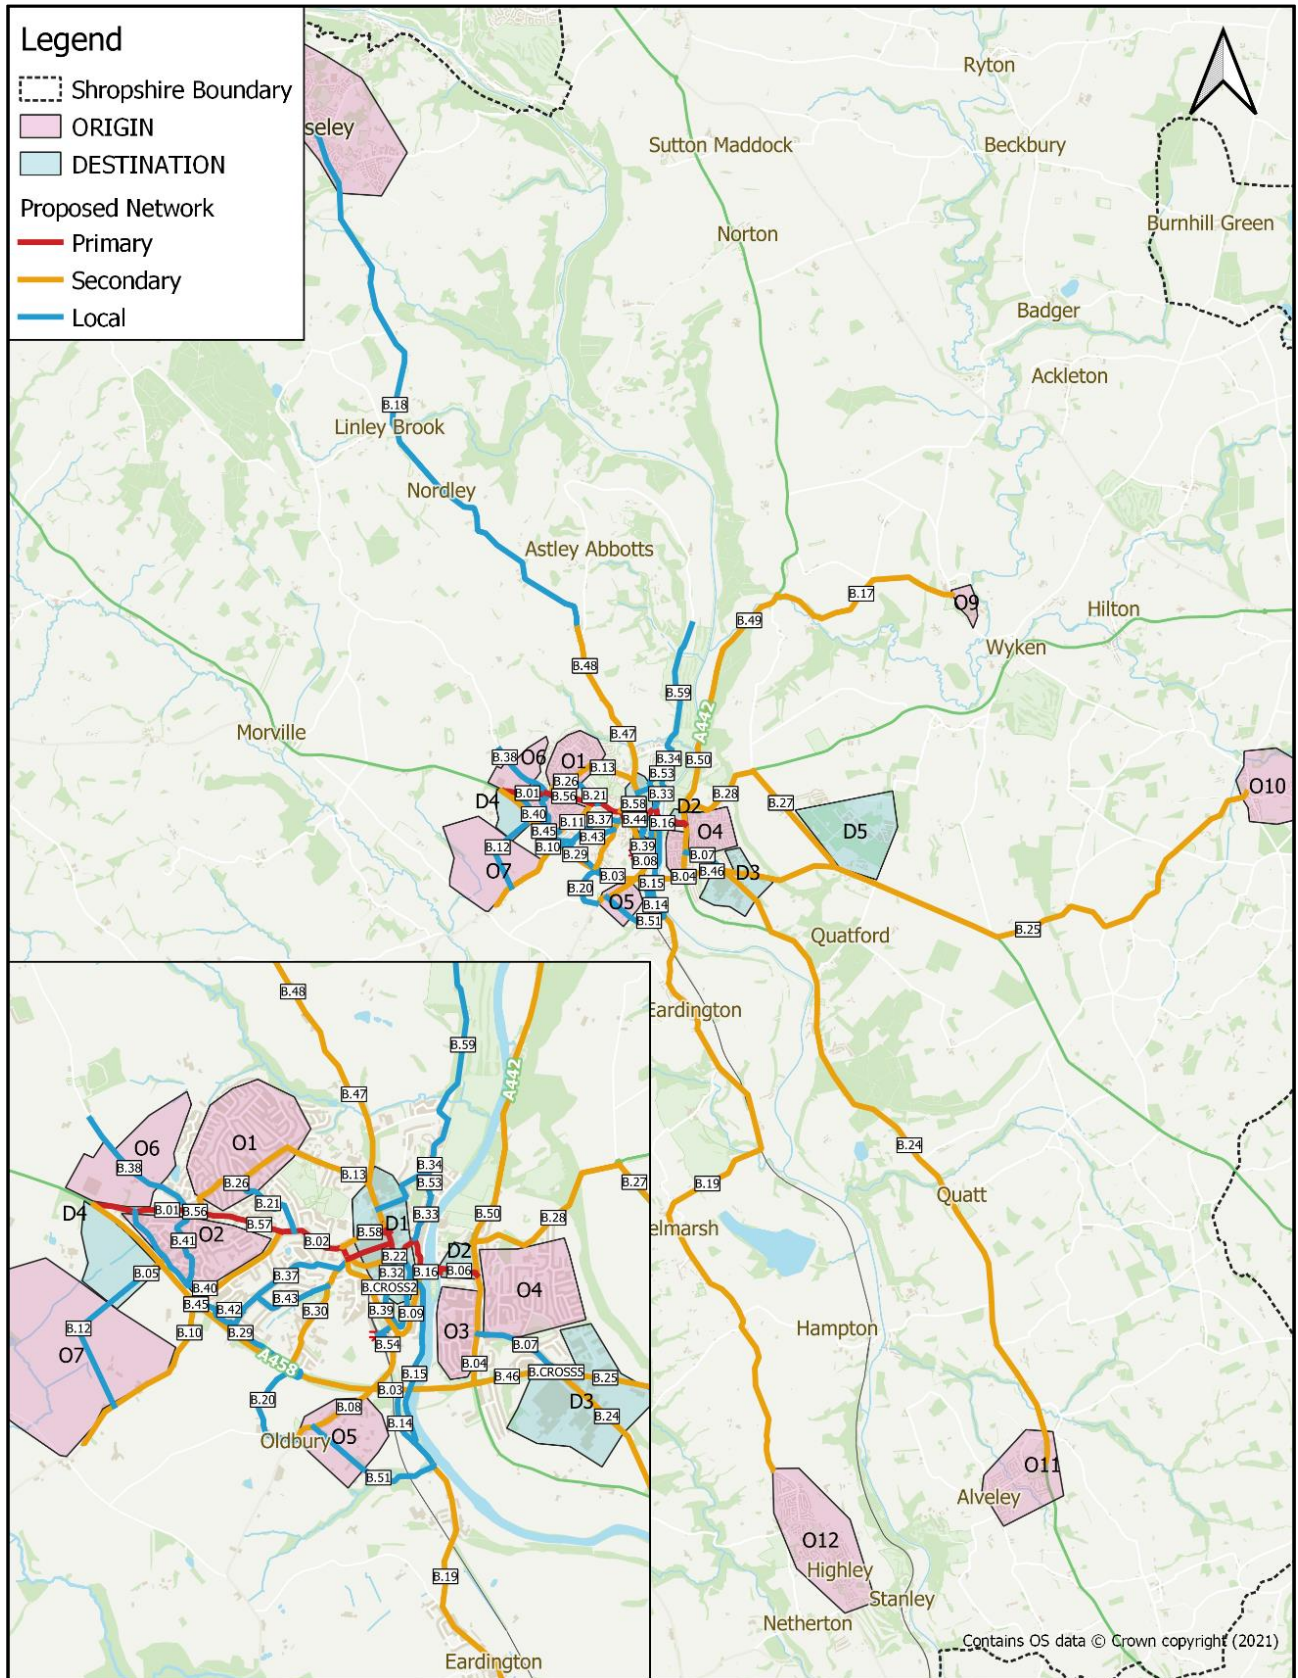 Legend
Shropshire Boundary
ORIGIN
DESTINATION
Proposed Network
Primary
Secondary
Local
seley
Ryton
Sutton Maddock
Beckbury
Burnhill Green
Norton
Badger
Ackleton
B.18
Linley Brook
Nordley
Astley Abbotts
B.17
O9
Hilton
B.49
Wyken
B.48
B.59
A442
Morville
B.47
B.38
O6
O1
B.13
B.34
B.50
B.53
B.26
O10
B.01
B.56
B.21
B.33
B.28
D4
B.58
D2
B.27
B.40
B.11
B.37
B.44
B.16
B.45
B.43
O4
D5
B.12
B.10
B.29
B.39
B.07
O7
B.08
B.46
D3
B.03
B.04
B.20
B.15
O5
B.14
B.51
B.25
Quatford
Eardington
B.24
B.19
Quatt
elmarsh
Hampton
O11
Alveley
O12
Highley
Stanley
Netherton
Contains OS data © Crown copyright (2021)
B.48
B.59
A442
B.47
O1
O6
B.38
B.26
B.13
B.34
B.53
B.27
D4
B.01
B.56
B.21
B.33
B.50
B.28
B.57
D1
B.58
B.41
O2
B.02
B.22
D2
B.05
B.37
B.32
B.16
B.06
B.40
B.CROSS2
O4
B.45
B.42
B.43
B.30
B.39
B.09
B.12
B.10
B.29
B.54
O3
B.07
O7
A458
B.15
B.04
B.46
B.CROSS5
B.25
B.20
B.03
D3
B.08
B.14
B.24
Oldbury
O5
B.51
B.19
Eardington